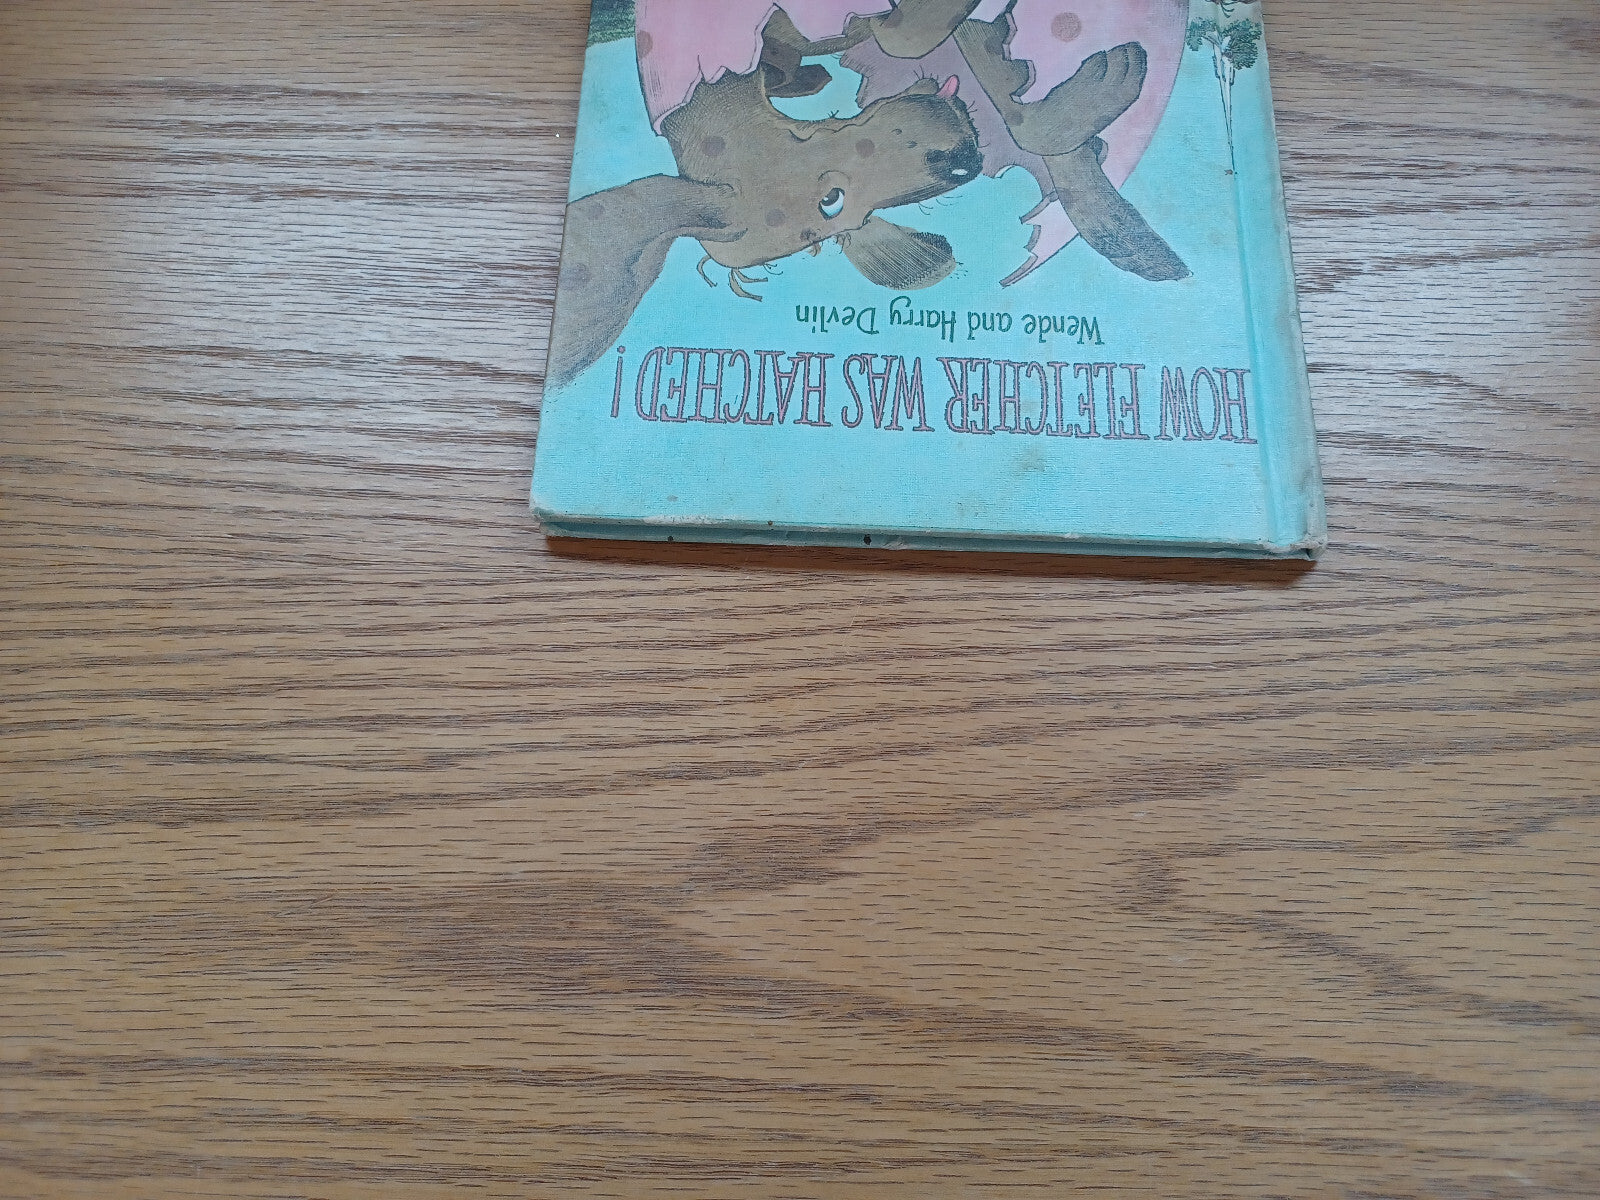 HOW FLETCHER WAS HATCHED!
Wende and Harry Devlin